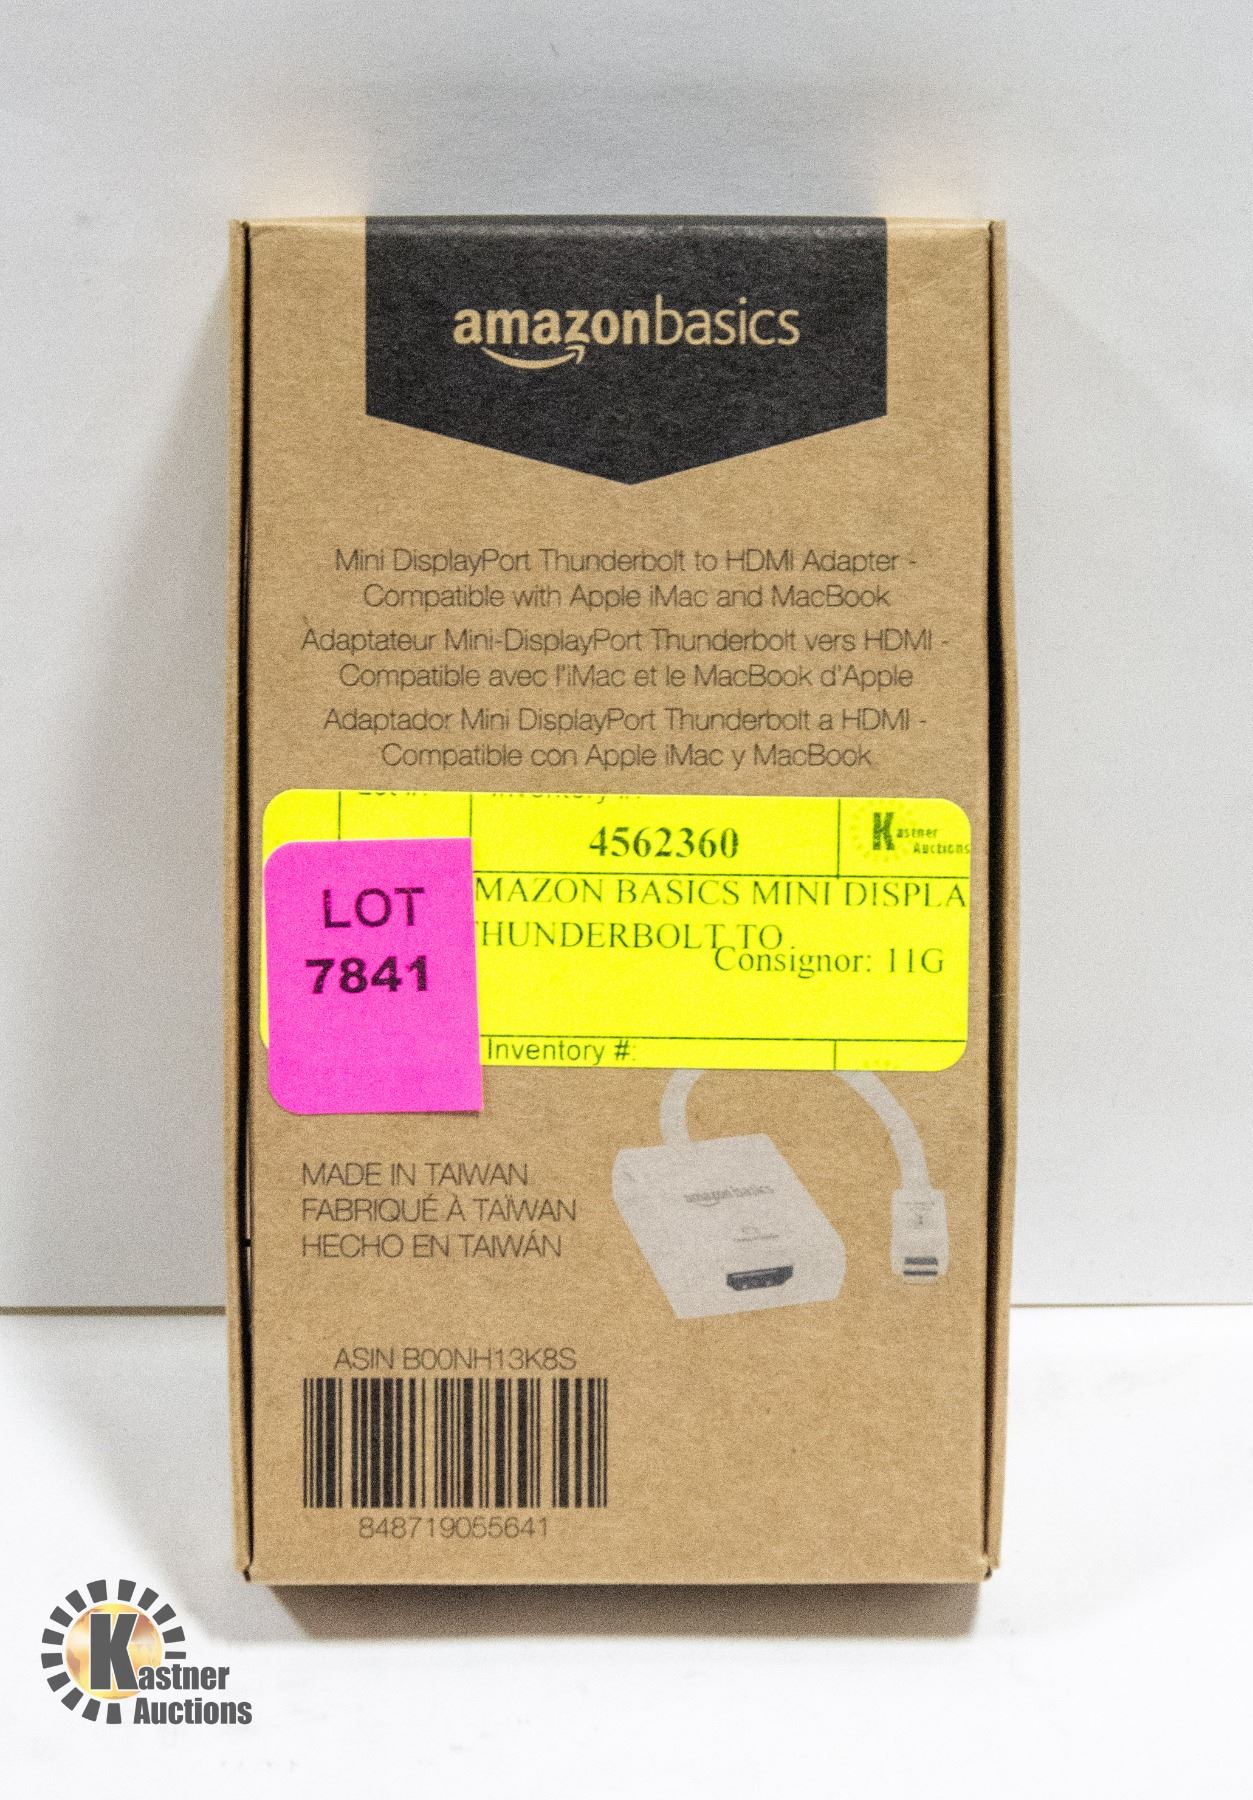 amazonbasics
Mini DisplayPort Thunderbolt to HDMI Adapter -
Compatible with Apple iMac and MacBook
Adaptateur Mini-DisplayPort Thunderbolt vers HDMI -
Compatible avec l'iMac et le MacBook d'Apple
Adaptador Mini DisplayPort Thunderbolt a HDMI -
Compatible con Apple iMac y MacBook
4562360
Kastner
Auctions
MAZON BASICS MINI DISPLA
HUNDERBOLT TO
Consignor: 11G
Inventory #:
LOT
7841
MADE IN TAIWAN
FABRIQUÉ À TAÏWAN
HECHO EN TAIWÁN
amazonbasics
ASIN B00NH13K8S
848719055641
Kastner
Auctions